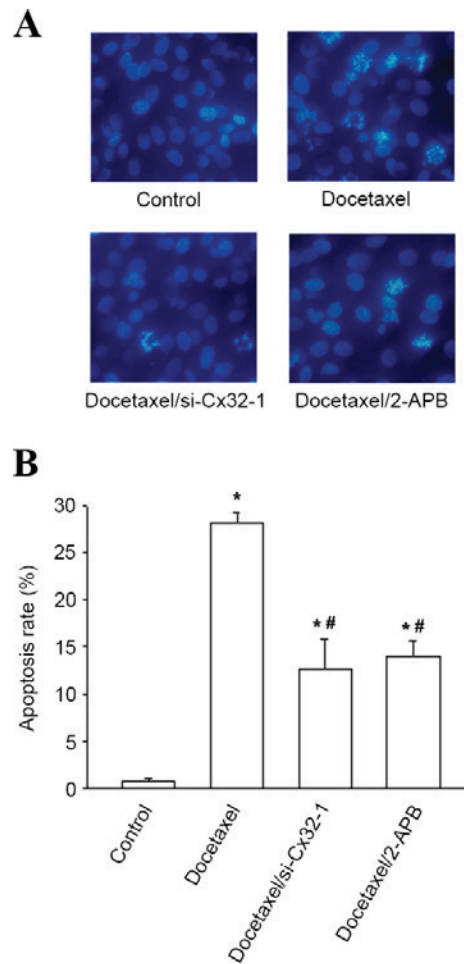 A
Control
Docetaxel
Docetaxel/si-Cx32-1
Docetaxel/2-APB
B
Apoptosis rate (%)
30
25
20
15
10
5
0
*
* #
* #
Control
Docetaxel
Docetaxel/si-Cx32-1
Docetaxel/2-APB